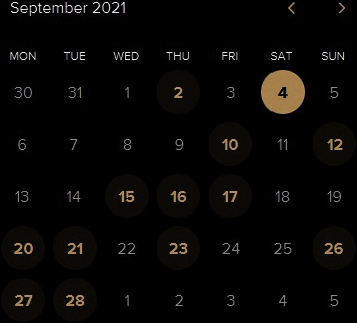 September 2021
MON TUE WED THU FRI SAT SUN
30 31 1 2 3 4 5
6 7 8 9 10 11 12
13 14 15 16 17 18 19
20 21 22 23 24 25 26
27 28 1 2 3 4 5